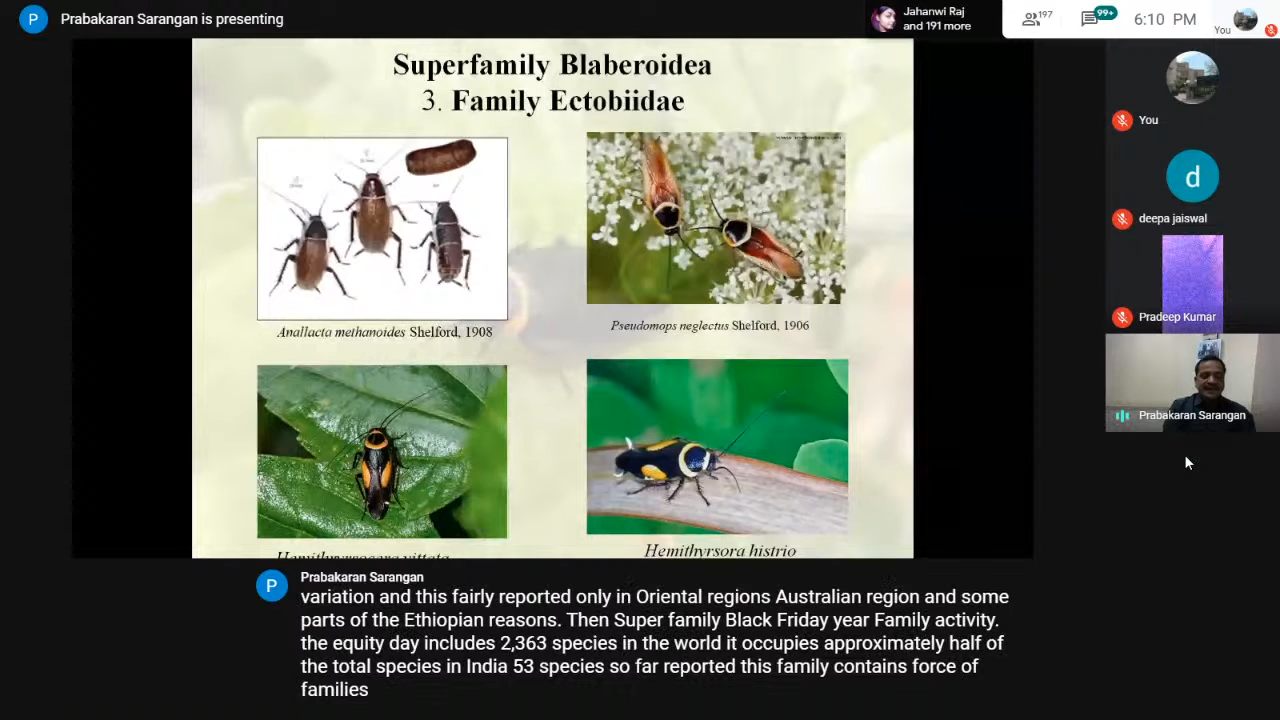 P Prabakaran Sarangan is presenting
Jahanwi Raj
and 191 more
197
99+
6:10 PM
You
Superfamily Blaberoidea
3. Family Ectobiidae
Anallacta methanoides Shelford, 1908
Pseudomops neglectus Shelford, 1906
Hemithyrsocera vittata
Hemithyrsora histrio
You
d
deepa jaiswal
Pradeep Kumar
Prabakaran Sarangan
P Prabakaran Sarangan
variation and this fairly reported only in Oriental regions Australian region and some
parts of the Ethiopian reasons. Then Super family Black Friday year Family activity.
the equity day includes 2,363 species in the world it occupies approximately half of
the total species in India 53 species so far reported this family contains force of
families